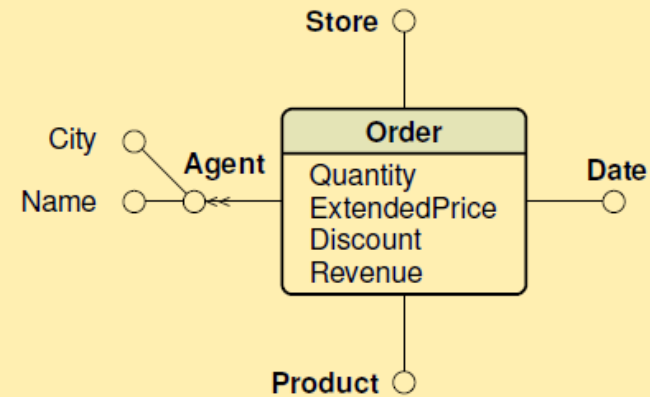 Store
City
Agent
Name
Order
Quantity
ExtendedPrice
Discount
Revenue
Date
Product